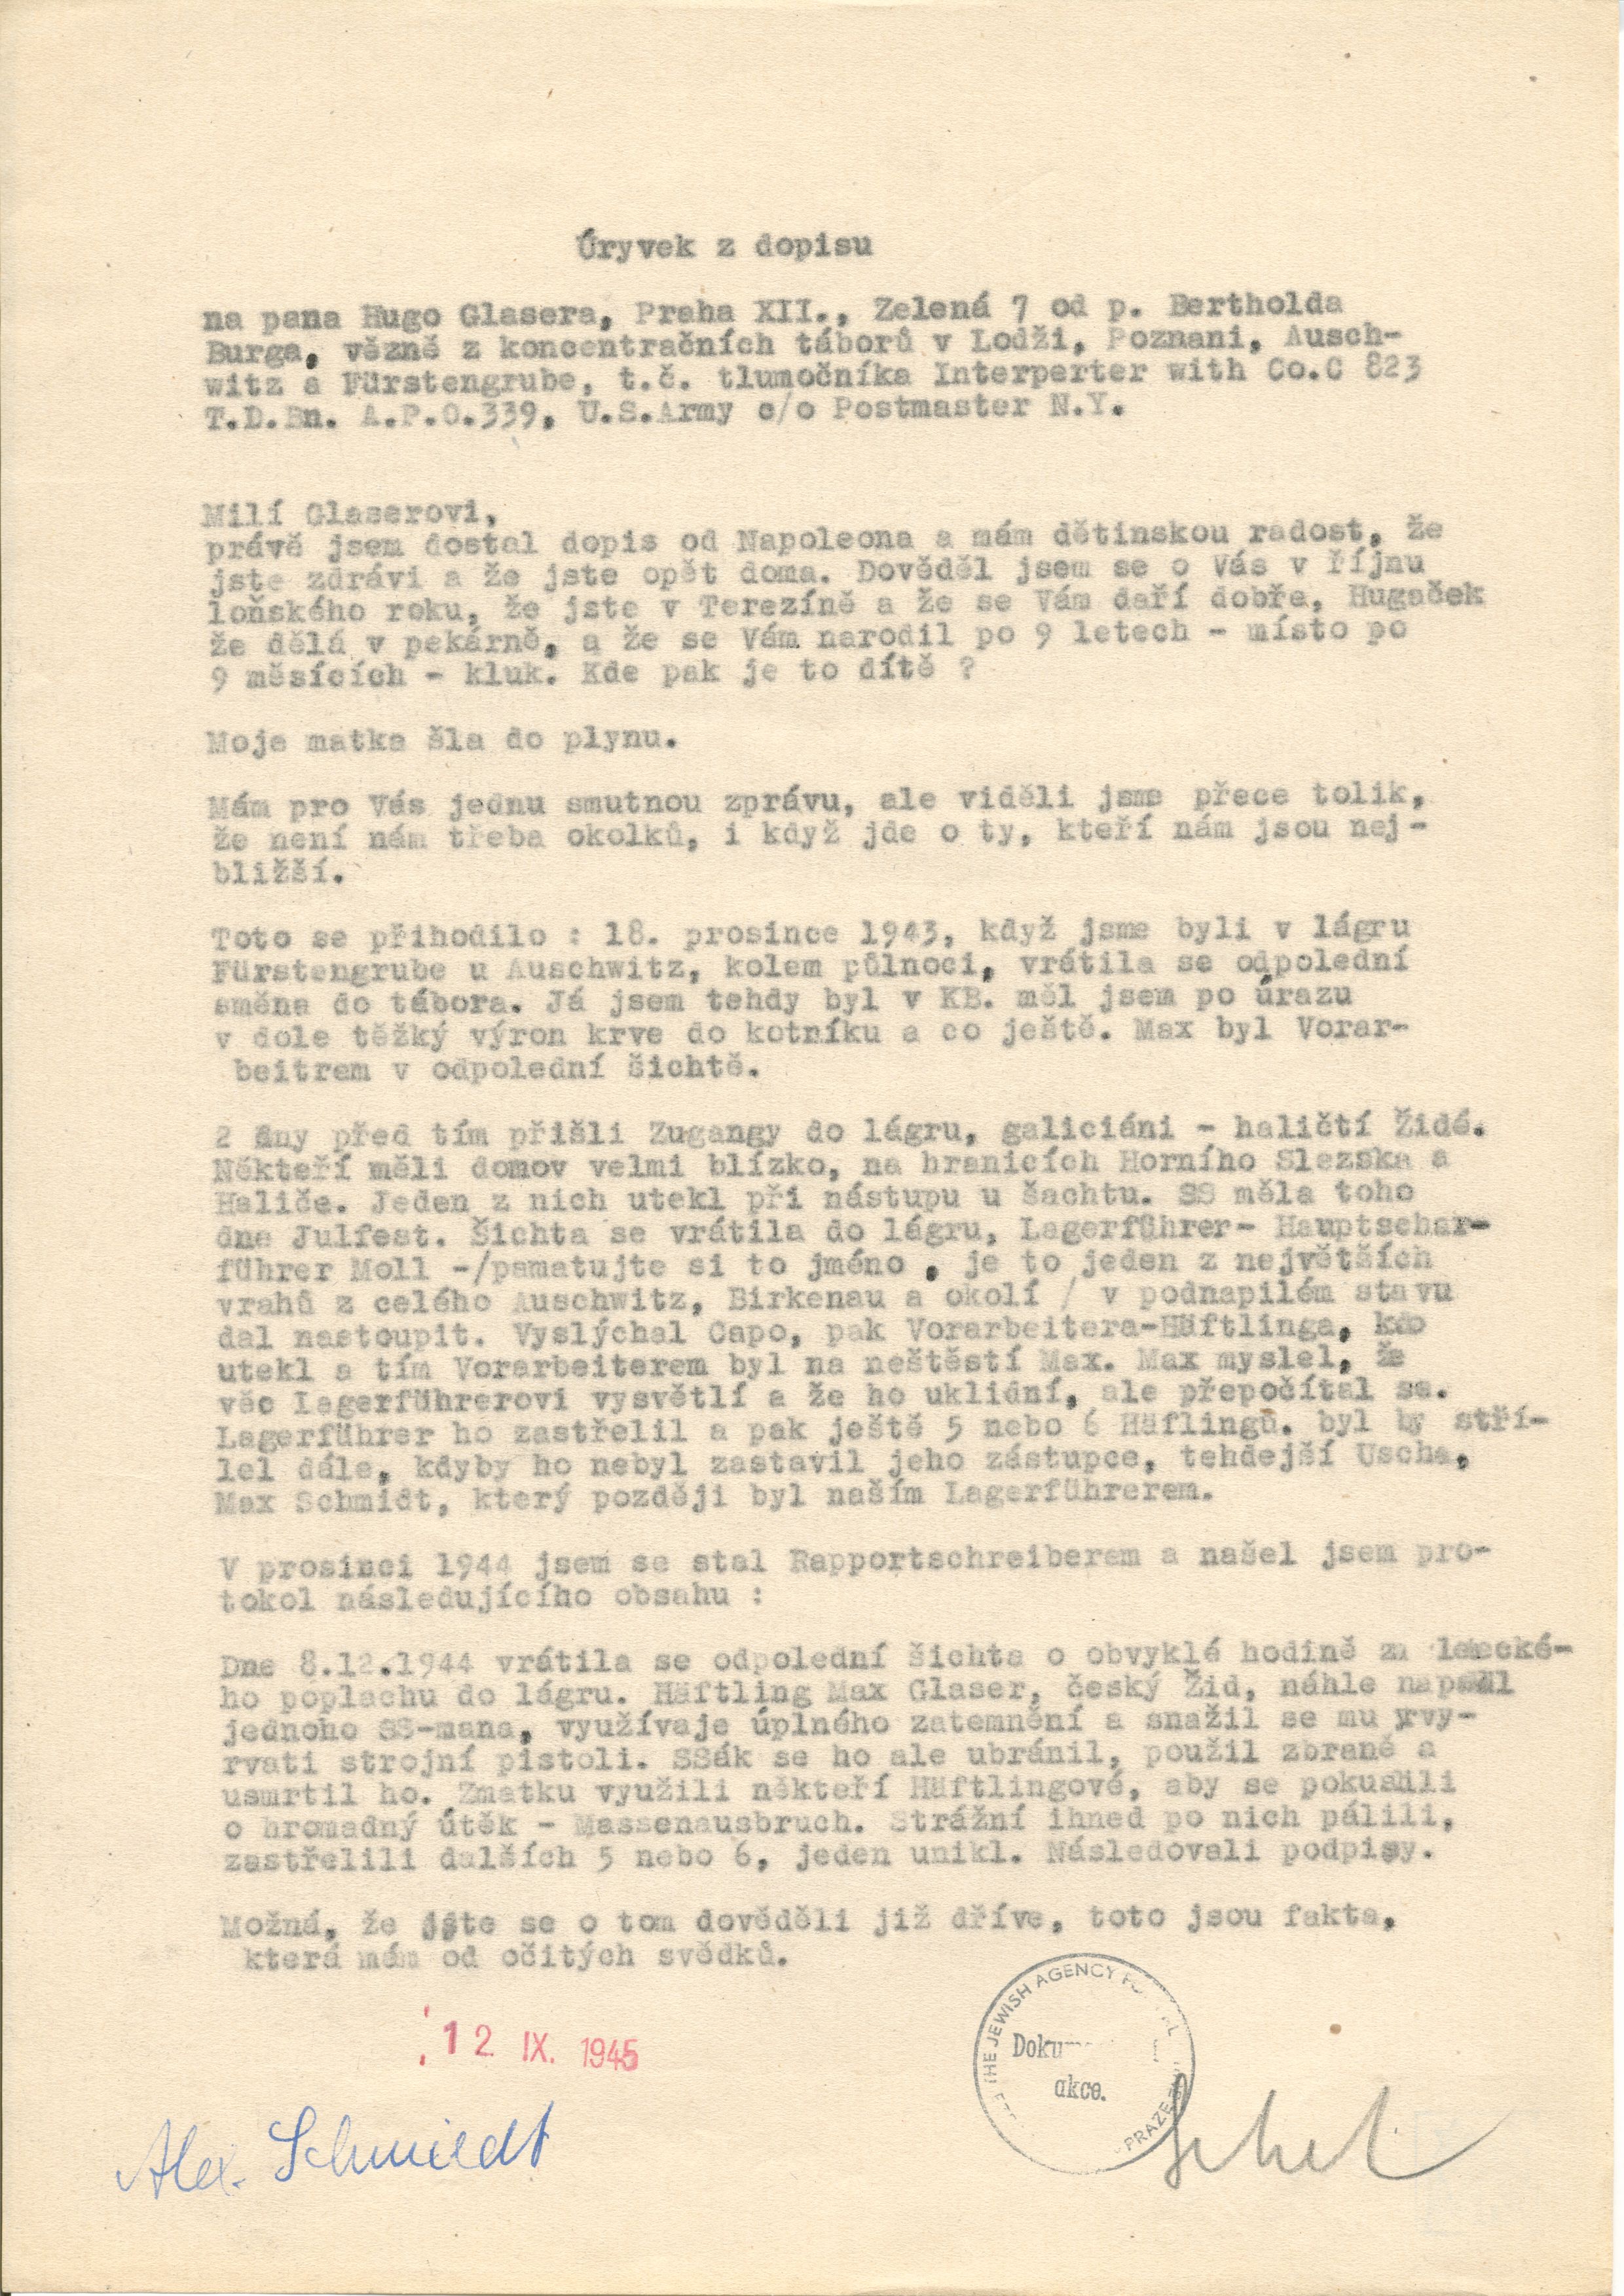 Úryvek z dopisu
na pana Hugo Glasera, Praha XII., Zelená 7 od p. Bertholda
Burga, vězně z koncentračních táborů v Lodži, Poznani, Ausch-
witz a Fürstengrube, t.č. tlumočníka Interperter with Co.C 823
T.D.Bn. A.P.O.339, U.S.Army c/o Postmaster N.Y.
Milí Glaserovi,
právě jsem dostal dopis od Napoleona a mám dětinskou radost, že
jste zdrávi a že jste opět doma. Dověděl jsem se o Vás v říjnu
loňského roku, že jste v Terezíně a že se Vám daří dobře, Hugaček
že dělá v pekárně, a že se Vám narodil po 9 letech - místo po
9 měsících - kluk. Kde pak je to dítě ?
Moje matka šla do plynu.
Mám pro Vás jednu smutnou zprávu, ale viděli jsme přece tolik,
že není nám třeba okolků, i když jde o ty, kteří nám jsou nej-
bližší.
Toto se přihodilo : 18. prosince 1943, když jsme byli v lágru
Fürstengrube u Auschwitz, kolem půlnoci, vrátila se odpolední
směna do tábora. Já jsem tehdy byl v KB. měl jsem po úrazu
v dole těžký výron krve do kotníku a co ještě. Max byl Vorar-
beitrem v odpolední šichtě.
2 dny před tím přišli Zugangy do lágru, galiciáni - haličtí Židé.
Někteří měli domov velmi blízko, na hranicích Horního Slezska a
Haliče. Jeden z nich utekl při nástupu u šachtu. SS měla toho
dne Julfest. Šichta se vrátila do lágru, Lagerführer- Hauptschar-
führer Moll -/pamatujte si to jméno , je to jeden z největších
vrahů z celého Auschwitz, Birkenau a okolí / v podnapilém stavu
dal nastoupit. Vyslýchal Capo, pak Vorarbeitera-Häftlinga, kdo
utekl a tím Vorarbeiterem byl na neštěstí Max. Max myslel, že
věc Lagerführerovi vysvětlí a že ho uklidní, ale přepočítal se.
Lagerführer ho zastřelil a pak ještě 5 nebo 6 Häflingů. byl by stří-
lel dále, kdyby ho nebyl zastavil jeho zástupce, tehdejší Uscha,
Max Schmidt, který později byl naším Lagerführerem.
V prosinci 1944 jsem se stal Rapportschreiberem a našel jsem pro-
tokol následujícího obsahu :
Dne 8.12.1944 vrátila se odpolední šichta o obvyklé hodině za letecké-
ho poplachu do lágru. Häftling Max Glaser, český Žid, náhle napadl
jednoho SS-mana, využívaje úplného zatemnění a snažil se mu vy-
rvati strojní pistoli. SSák se ho ale ubránil, použil zbraně a
usmrtil ho. Zmatku využili někteří Häftlingové, aby se pokusili
o hromadný útěk - Massenausbruch. Strážní ihned po nich pálili,
zastřelili dalších 5 nebo 6, jeden unikl. Následovali podpisy.
Možná, že jste se o tom dověděli již dříve, toto jsou fakta,
která mám od očitých svědků.
12 IX. 1945
THE JEWISH AGENCY
akce.
PRAZE
Alex. Schmiedt